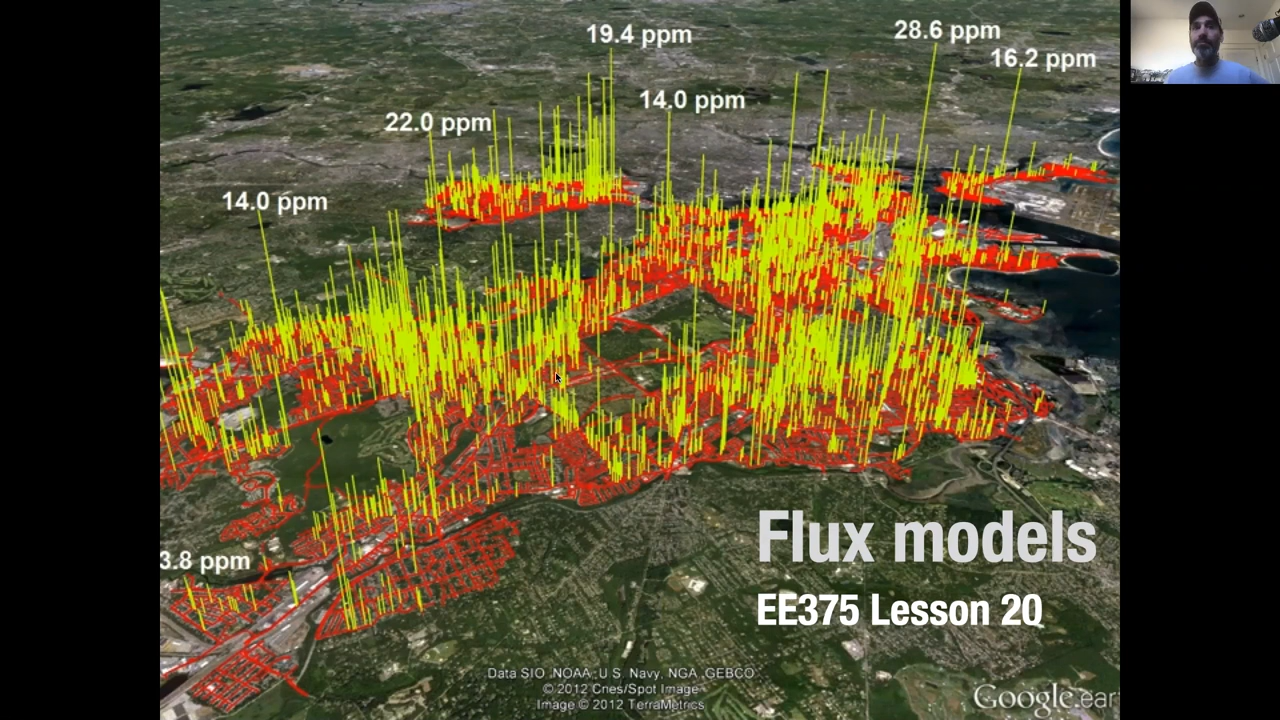 19.4 ppm
28.6 ppm
16.2 ppm
14.0 ppm
22.0 ppm
14.0 ppm
3.8 ppm
Flux models
EE375 Lesson 20
Data SIO, NOAA, U.S. Navy, NGA, GEBCO
© 2012 Cnes/Spot Image
Image © 2012 TerraMetrics
Google ear